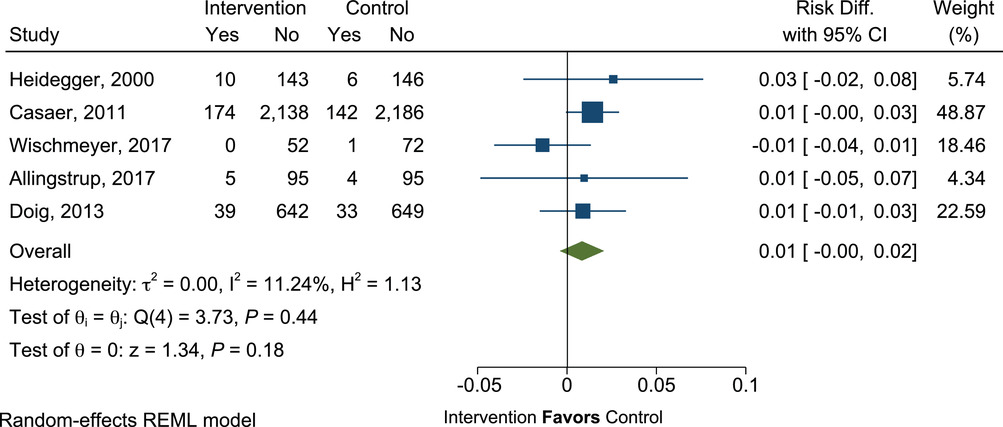 Intervention Control Risk Diff. Weight
Study Yes No Yes No with 95% CI (%)
Heidegger, 2000 10 143 6 146 0.03 [ -0.02, 0.08] 5.74
Casaer, 2011 174 2,138 142 2,186 0.01 [ -0.00, 0.03] 48.87
Wischmeyer, 2017 0 52 1 72 -0.01 [ -0.04, 0.01] 18.46
Allingstrup, 2017 5 95 4 95 0.01 [ -0.05, 0.07] 4.34
Doig, 2013 39 642 33 649 0.01 [ -0.01, 0.03] 22.59
Overall 0.01 [ -0.00, 0.02]
Heterogeneity: τ² = 0.00, I² = 11.24%, H² = 1.13
Test of θi = θj: Q(4) = 3.73, P = 0.44
Test of θ = 0: z = 1.34, P = 0.18
-0.05 0 0.05 0.1
Random-effects REML model Intervention Favors Control